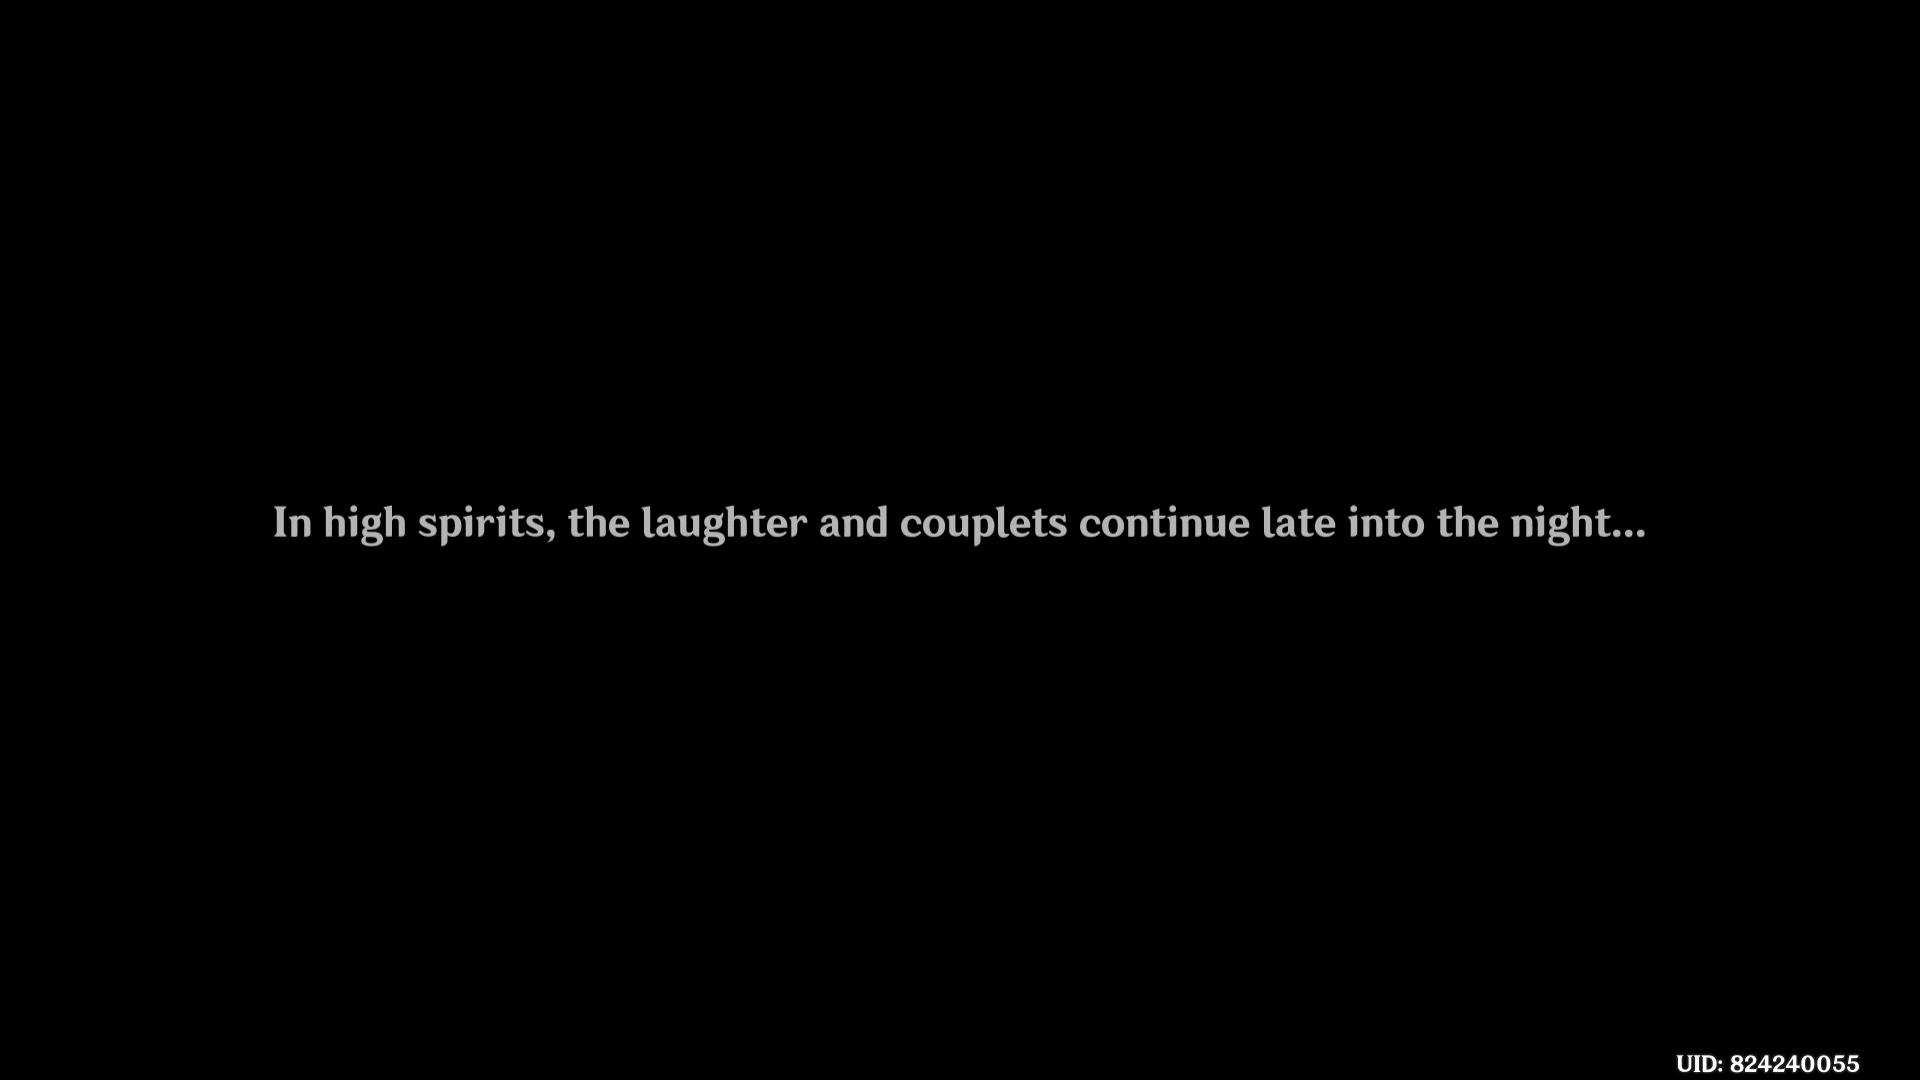 In high spirits, the laughter and couplets continue late into the night...
UID: 824240055